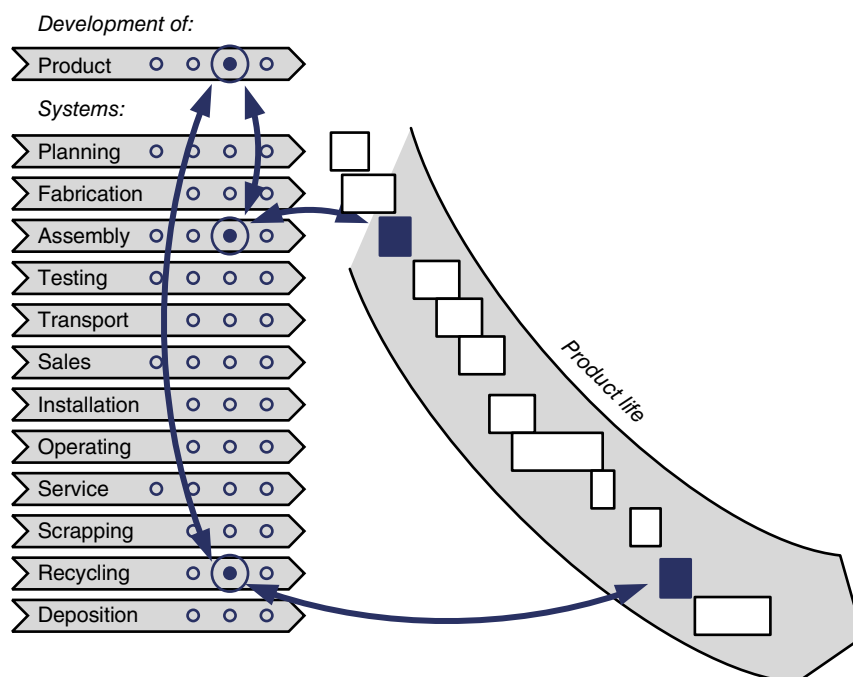 Development of:
Product
Systems:
Planning
Fabrication
Assembly
Testing
Transport
Sales
Installation
Operating
Service
Scrapping
Recycling
Deposition
Product life